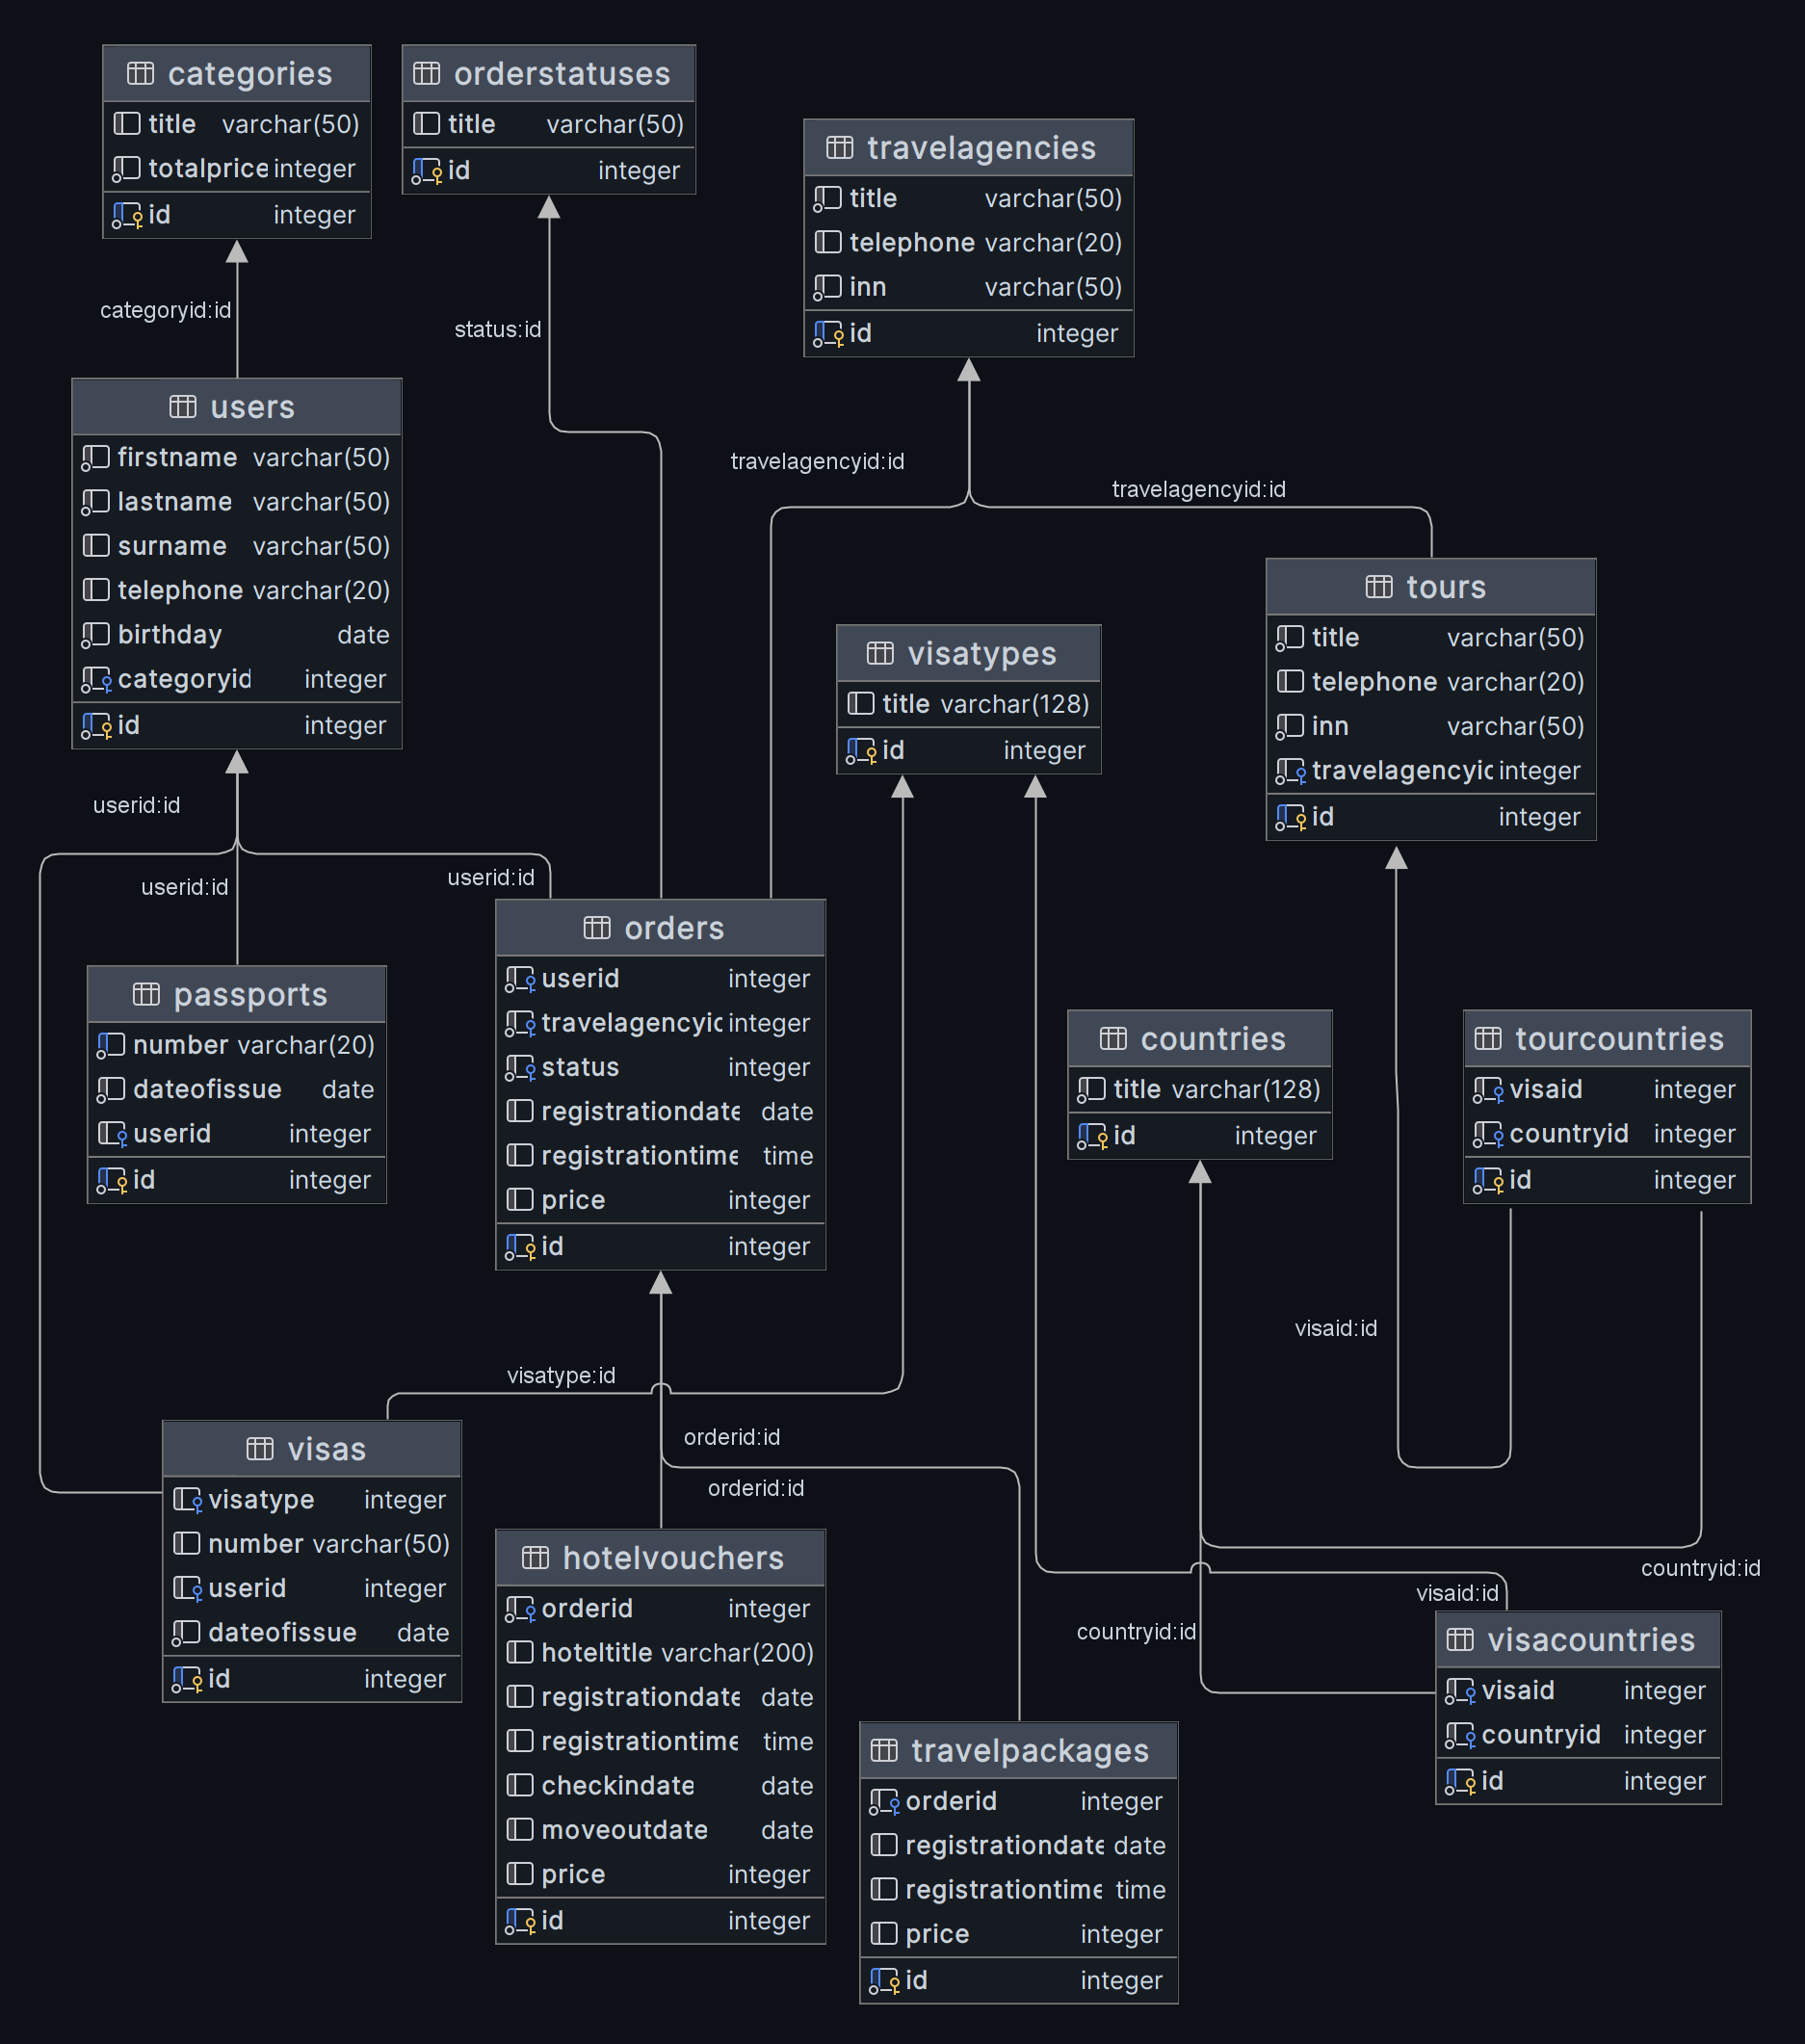 categories
title varchar(50)
totalprice integer
id integer
orderstatuses
title varchar(50)
id integer
travelagencies
title varchar(50)
telephone varchar(20)
inn varchar(50)
id integer
categoryid:id
status:id
users
firstname varchar(50)
lastname varchar(50)
surname varchar(50)
telephone varchar(20)
birthday date
categoryid integer
id integer
travelagencyid:id
travelagencyid:id
tours
title varchar(50)
telephone varchar(20)
inn varchar(50)
travelagencyid integer
id integer
visatypes
title varchar(128)
id integer
userid:id
userid:id
userid:id
orders
userid integer
travelagencyid integer
status integer
registrationdate date
registrationtime time
price integer
id integer
passports
number varchar(20)
dateofissue date
userid integer
id integer
countries
title varchar(128)
id integer
tourcountries
visaid integer
countryid integer
id integer
visaid:id
visatype:id
orderid:id
orderid:id
visas
visatype integer
number varchar(50)
userid integer
dateofissue date
id integer
hotelvouchers
orderid integer
hoteltitle varchar(200)
registrationdate date
registrationtime time
checkindate date
moveoutdate date
price integer
id integer
countryid:id
visaid:id
countryid:id
visacountries
visaid integer
countryid integer
id integer
travelpackages
orderid integer
registrationdate date
registrationtime time
price integer
id integer